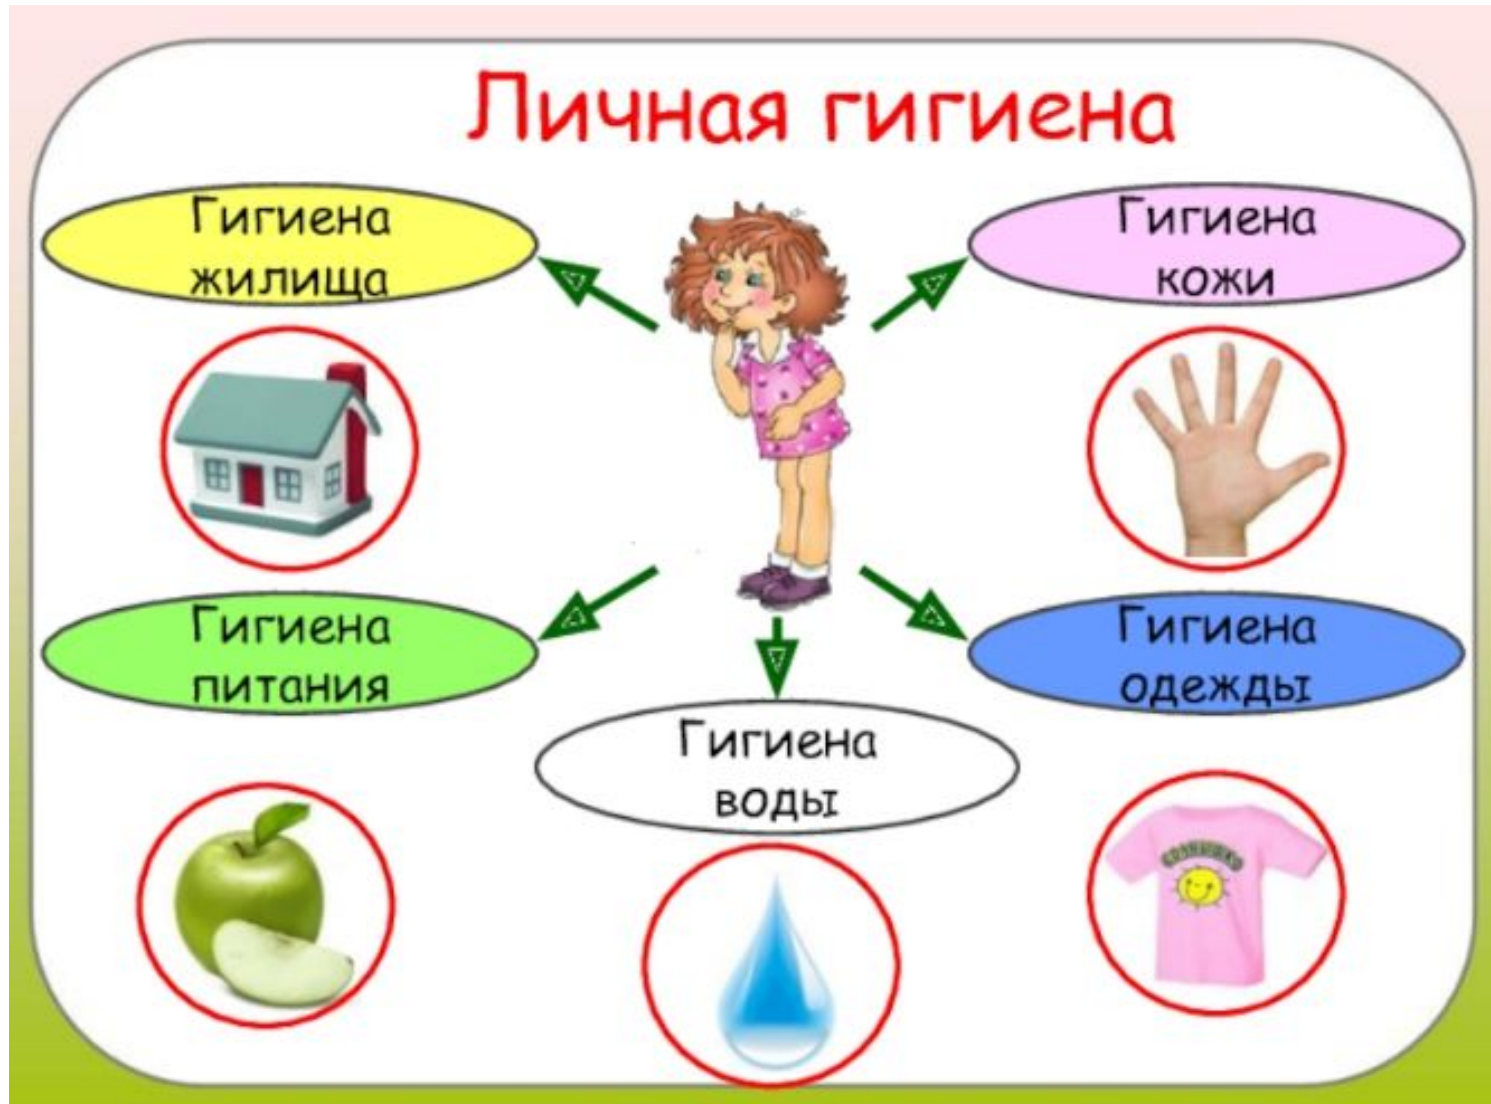 Личная гигиена
Гигиена
жилища
Гигиена
кожи
Гигиена
питания
Гигиена
одежды
Гигиена
воды